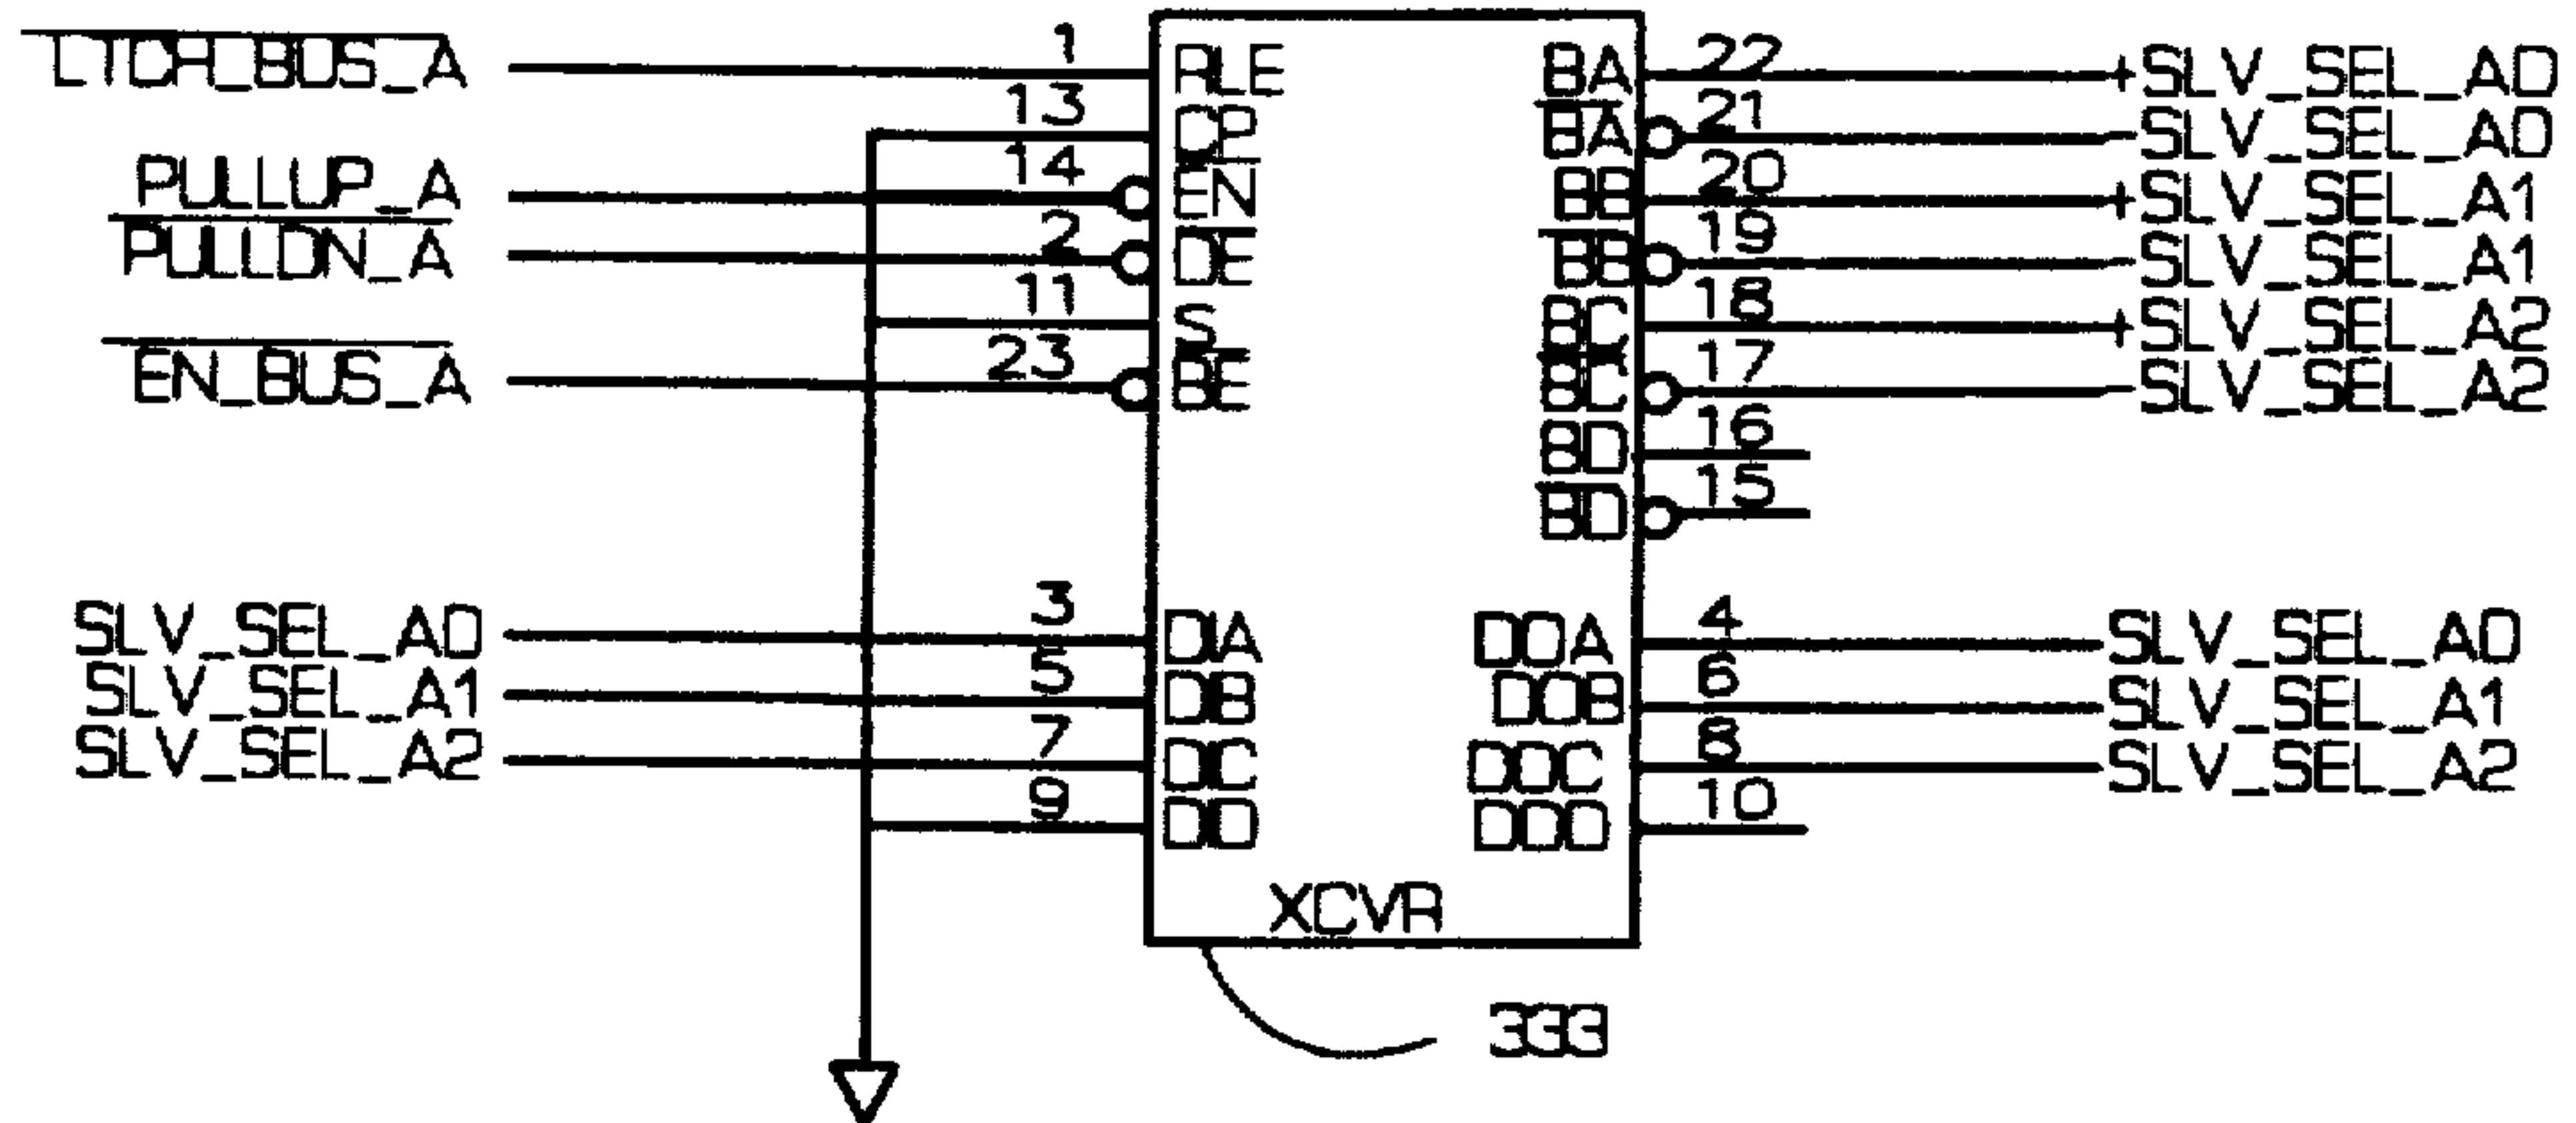 LTCH_BUS_A 1 RLE BA 22 +SLV_SEL_A0
13 CP BA 21 -SLV_SEL_A0
PULLUP_A 14 EN BB 20 +SLV_SEL_A1
PULLDN_A 2 DE BB 19 -SLV_SEL_A1
11 S BC 18 +SLV_SEL_A2
EN_BUS_A 23 BE BC 17 -SLV_SEL_A2
BD 16
BD 15
SLV_SEL_A0 3 DIA DOA 4 SLV_SEL_A0
SLV_SEL_A1 5 DIB DOB 6 SLV_SEL_A1
SLV_SEL_A2 7 DIC DOC 8 SLV_SEL_A2
9 DID DOD 10
XCVR
333